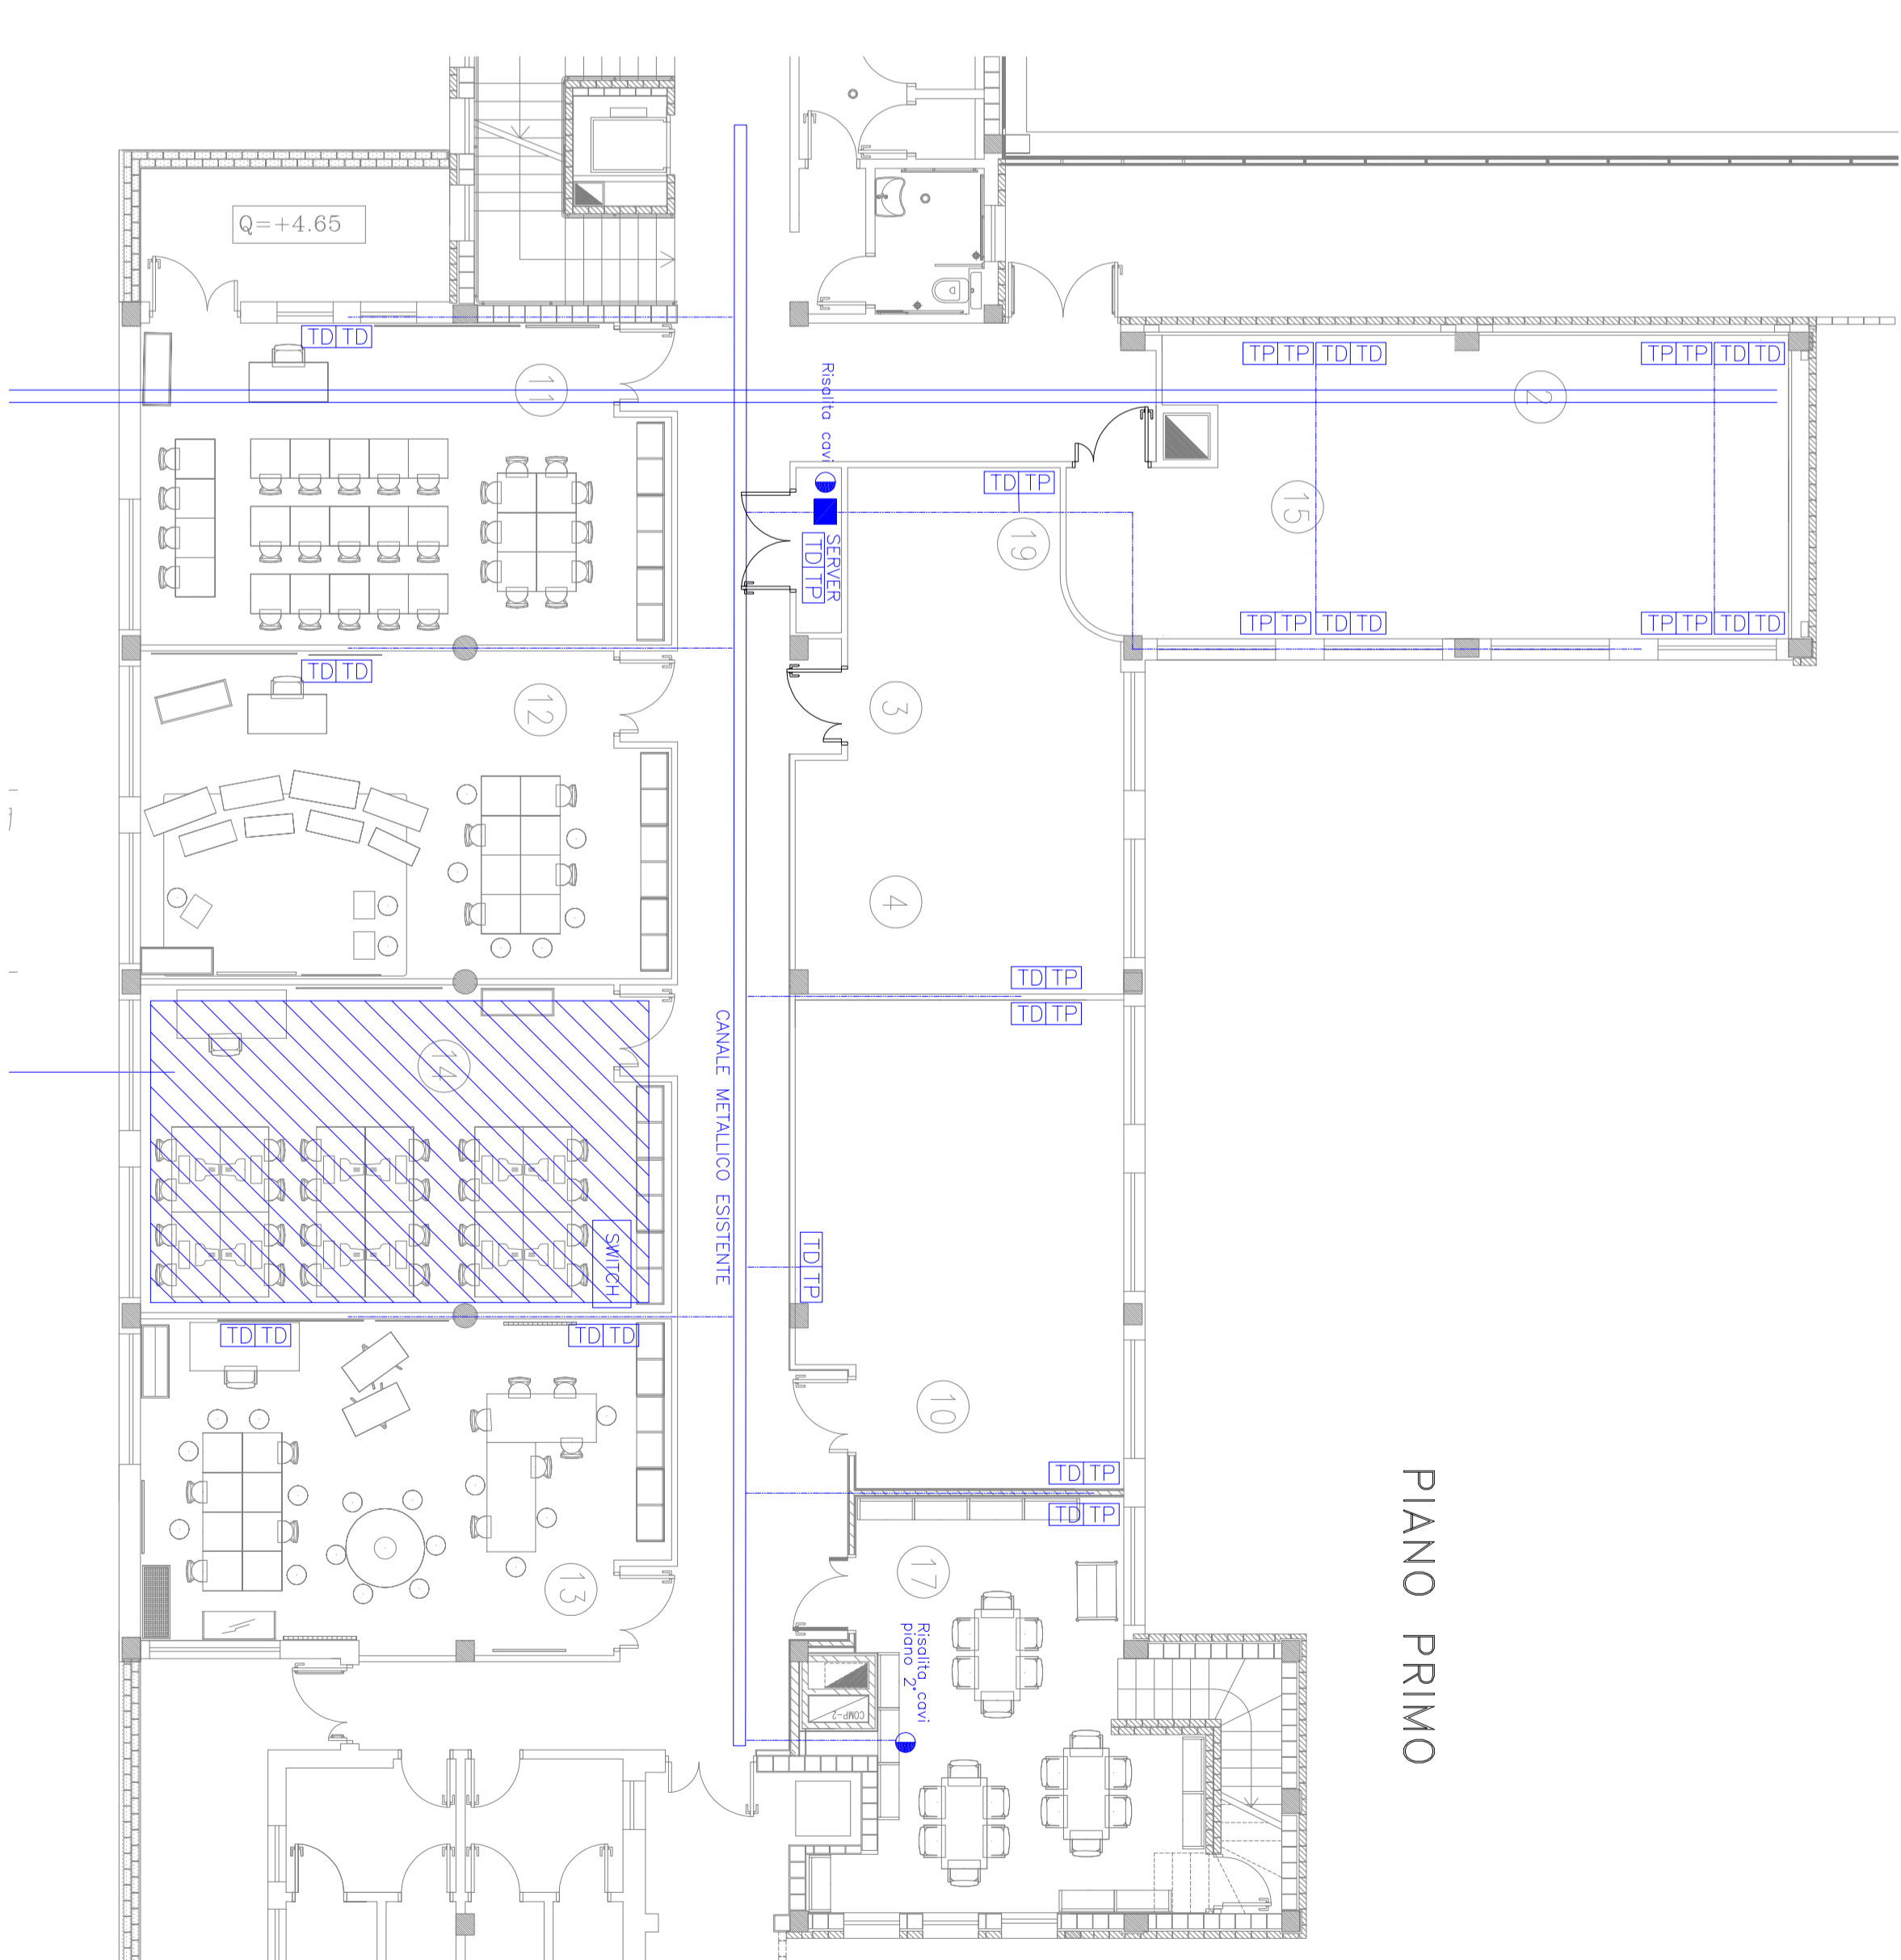 Q=+4.65
TD TD
11
Risalita cavi
TP TP TD TD
TP TP TD TD
2
TD TP
15
19
SERVER
TD TP
TP TP TD TD
TP TP TD TD
TD TD
12
3
4
TD TP
TD TP
14
CANALE METALLICO ESISTENTE
SWITCH
TD TP
TD TD
TD TD
10
TD TP
TD TP
13
17
Risalita cavi
piano 2°
COMP-2
PIANO PRIMO